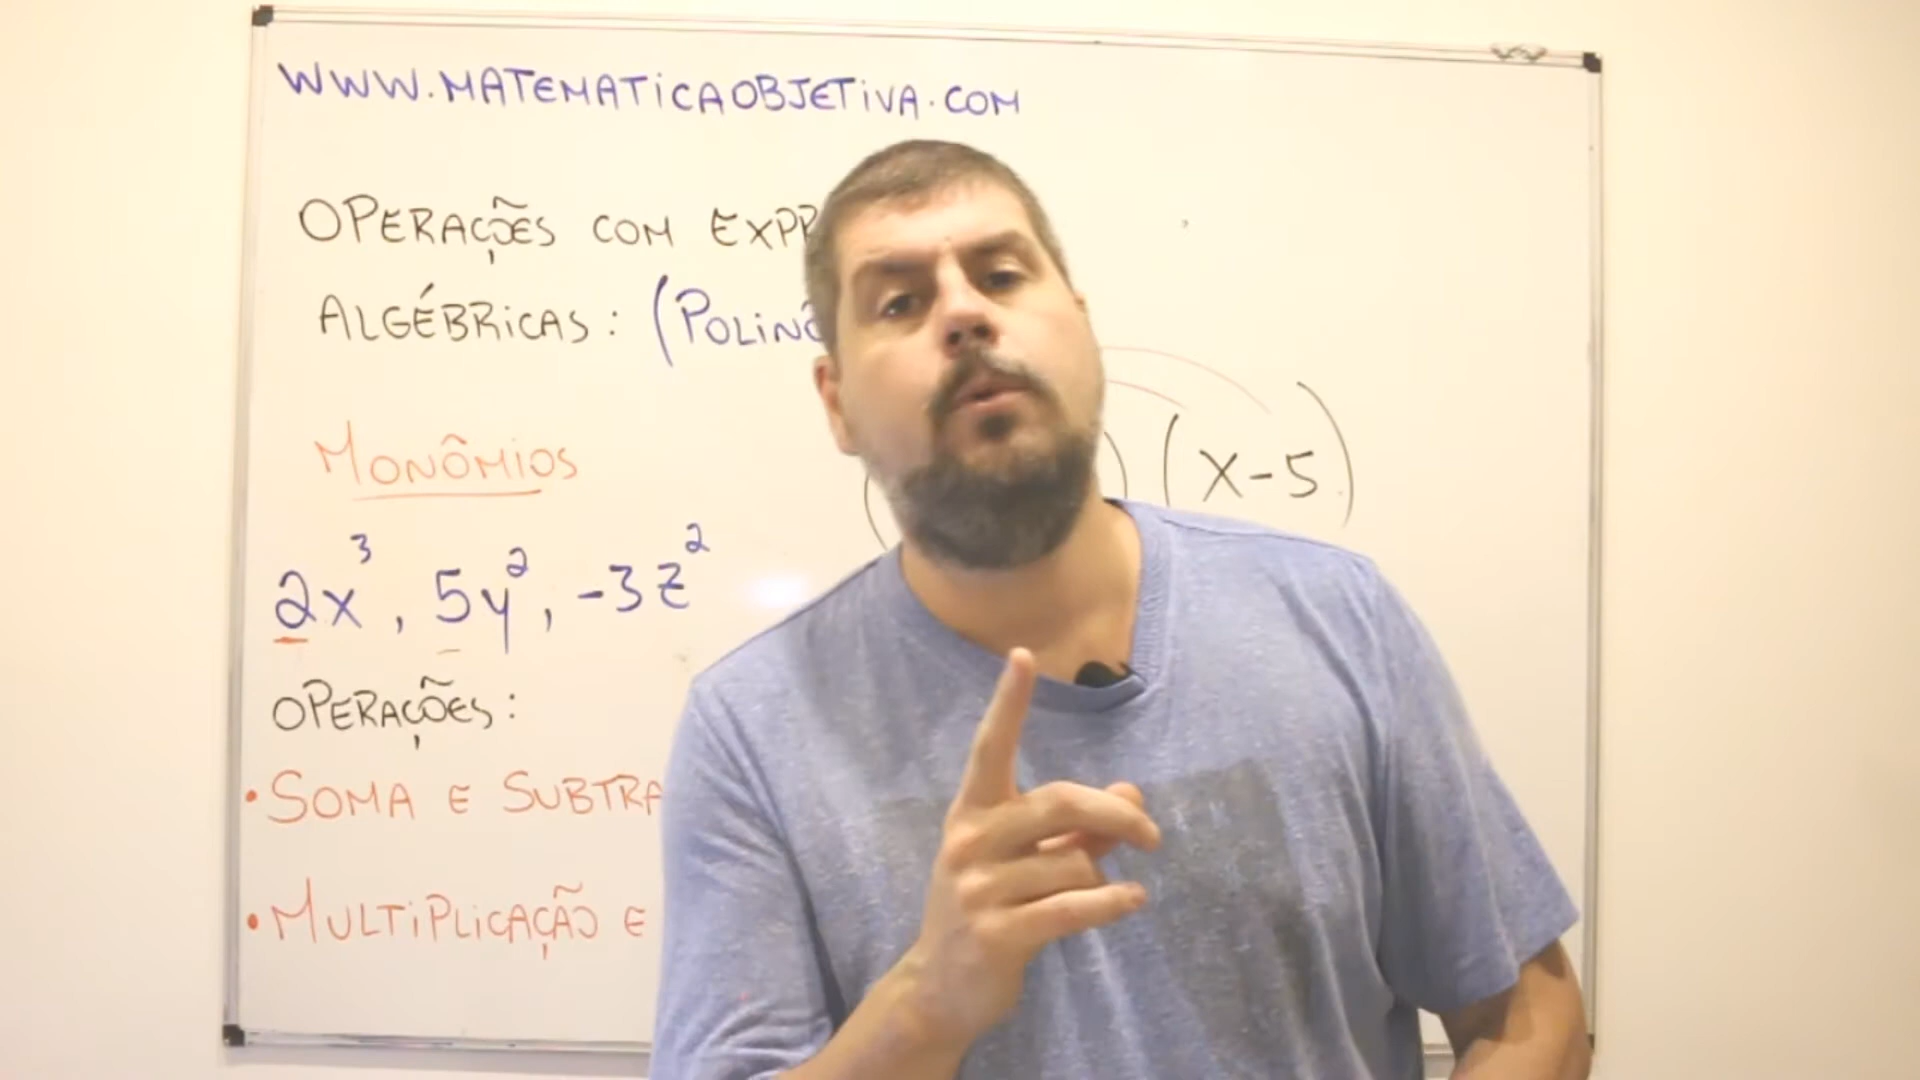 WWW.MATEMATICAOBJETIVA.COM
OPERAÇÕES COM
ALGÉBRICAS: (
MONÔMIOS
2x³, 5y², -3z²
(x-5)
OPERAÇÕES:
• SOMA E
• MULTIPLICAÇÃO E